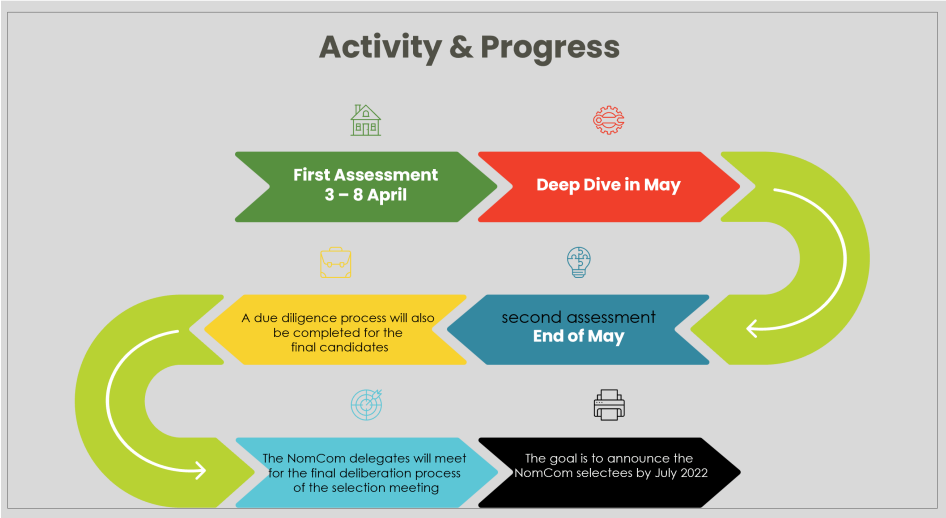 Activity & Progress
First Assessment
3 – 8 April
Deep Dive in May
second assessment
End of May
A due diligence process will also
be completed for the
final candidates
The NomCom delegates will meet
for the final deliberation process
of the selection meeting
The goal is to announce the
NomCom selectees by July 2022